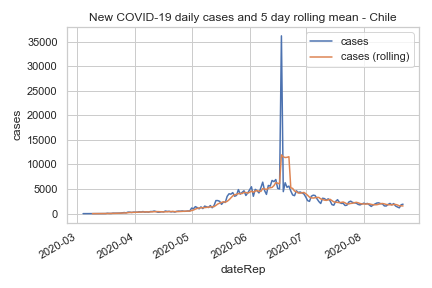 New COVID-19 daily cases and 5 day rolling mean - Chile
cases
cases (rolling)
35000
30000
25000
20000
15000
10000
5000
0
cases
2020-03
2020-04
2020-05
2020-06
2020-07
2020-08
dateRep